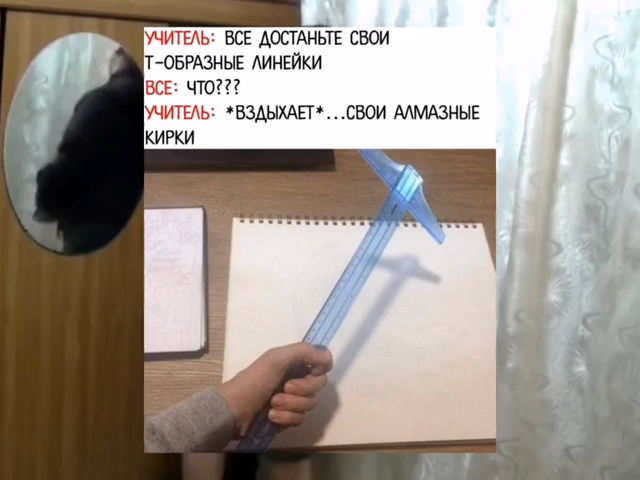 УЧИТЕЛЬ: ВСЕ ДОСТАНЬТЕ СВОИ
Т-ОБРАЗНЫЕ ЛИНЕЙКИ
ВСЕ: ЧТО???
УЧИТЕЛЬ: *ВЗДЫХАЕТ*...СВОИ АЛМАЗНЫЕ
КИРКИ